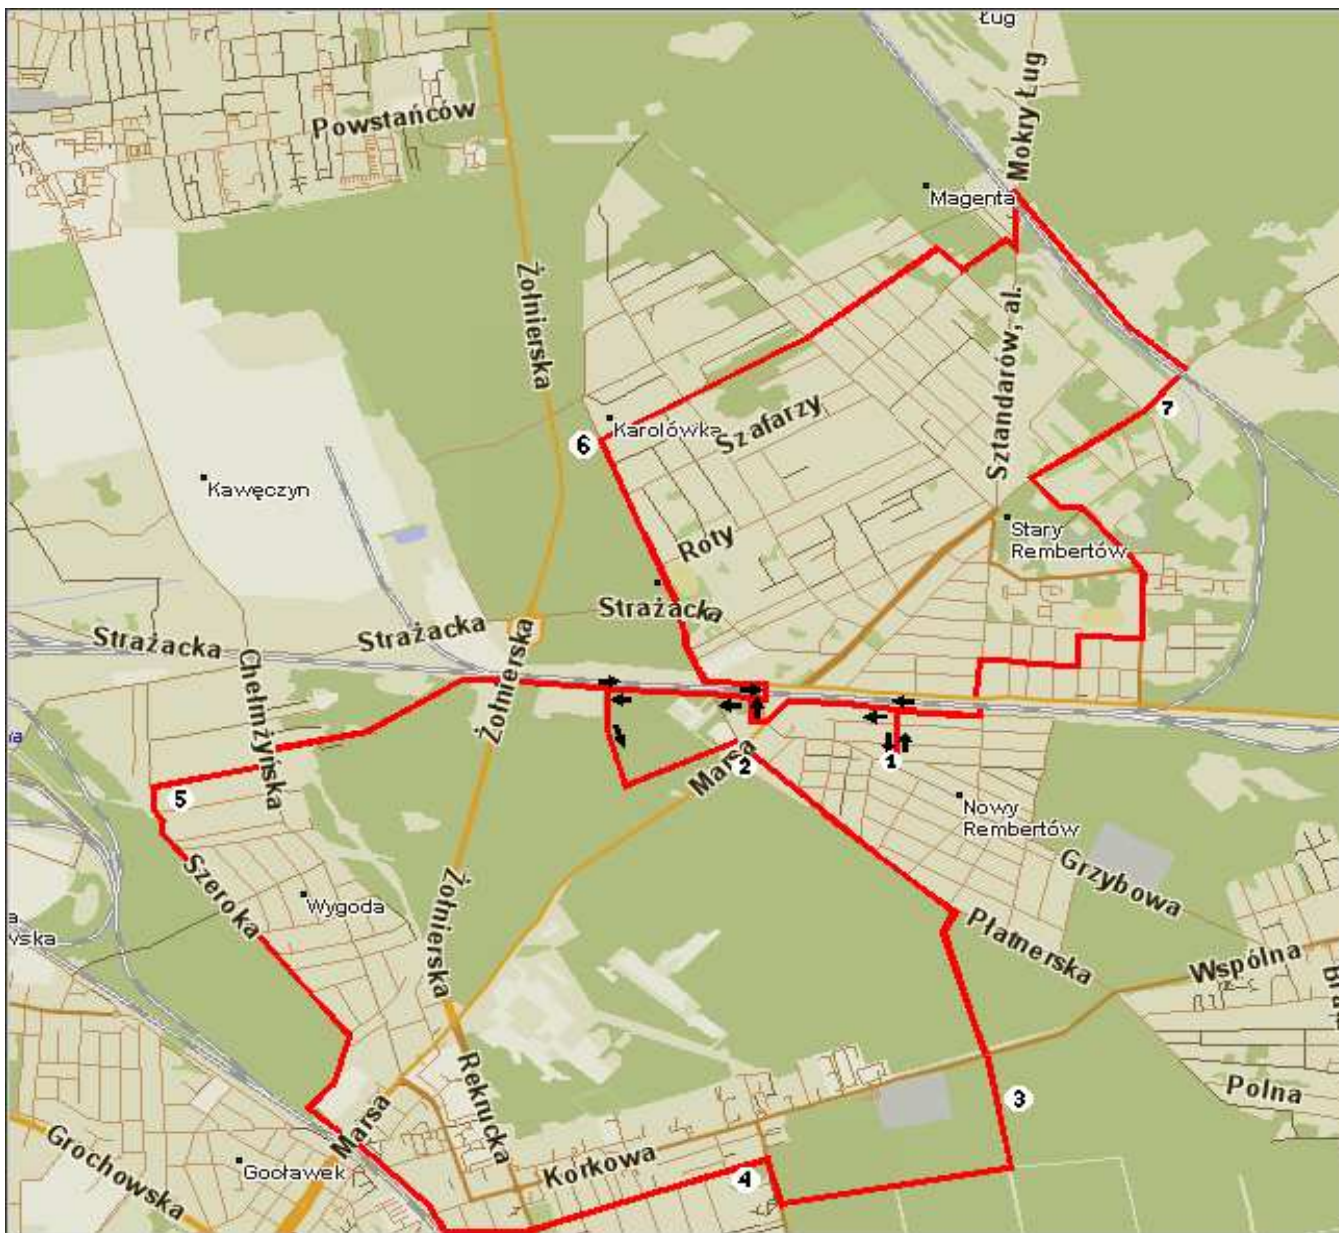 Ług
Powstańców
Mokry Ług
Magenta
Żołnierska
Sztandarów, al.
7
Karolówka
6
Szafarzy
Kawęczyn
Stary
Rembertów
Roty
Strażacka
Strażacka
Strażacka
Żołnierska
Chełmżyńska
Marsa
2
1
5
Nowy
Rembertów
Grzybowa
Szeroka
Wygoda
Żołnierska
Płatnerska
Wspólna
Rekrucka
3
Polna
Marsa
Korkowa
4
Grochowska
Gocławek